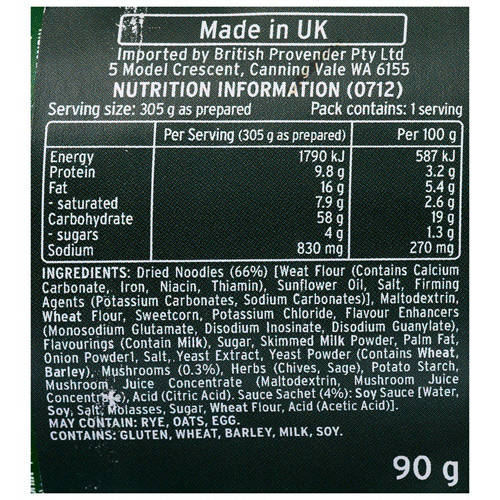 Made in UK
Imported by British Provender Pty Ltd
5 Model Crescent, Canning Vale WA 6155
NUTRITION INFORMATION (0712)
Serving size: 305 g as prepared Pack contains: 1 serving
Per Serving (305 g as prepared) Per 100 g
Energy 1790 kJ 587 kJ
Protein 9.8 g 3.2 g
Fat 16 g 5.4 g
- saturated 7.9 g 2.6 g
Carbohydrate 58 g 19 g
- sugars 4 g 1.3 g
Sodium 830 mg 270 mg
INGREDIENTS: Dried Noodles (66%) [Weat Flour (Contains Calcium
Carbonate, Iron, Niacin, Thiamin), Sunflower Oil, Salt, Firming
Agents (Potassium Carbonates, Sodium Carbonates)], Maltodextrin,
Wheat Flour, Sweetcorn, Potassium Chloride, Flavour Enhancers
(Monosodium Glutamate, Disodium Inosinate, Disodium Guanylate),
Flavourings (Contain Milk), Sugar, Skimmed Milk Powder, Palm Fat,
Onion Powder1, Salt, Yeast Extract, Yeast Powder (Contains Wheat,
Barley), Mushrooms (0.3%), Herbs (Chives, Sage), Potato Starch,
Mushroom Juice Concentrate (Maltodextrin, Mushroom Juice
Concentrate), Acid (Citric Acid). Sauce Sachet (4%): Soy Sauce [Water,
Soy, Salt, Molasses, Sugar, Wheat Flour, Acid (Acetic Acid)].
MAY CONTAIN: RYE, OATS, EGG.
CONTAINS: GLUTEN, WHEAT, BARLEY, MILK, SOY.
90 g